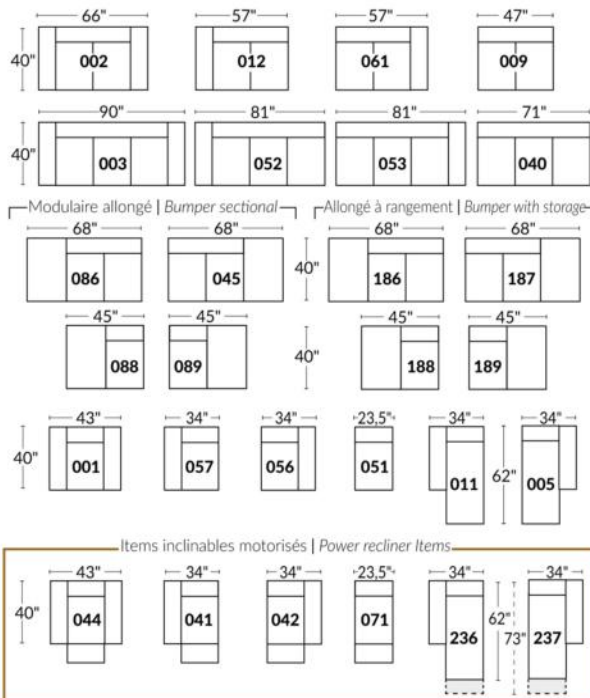 66" 57" 57" 47"
40" 002 012 061 009
90" 81" 81" 71"
40" 003 052 053 040
Modulaire allongé | Bumper sectional Allongé à rangement | Bumper with storage
68" 68" 68" 68"
086 045 40" 186 187
45" 45" 45" 45"
088 089 40" 188 189
43" 34" 34" 23,5" 34" 34"
40" 001 057 056 051 011 62" 005
Items inclinables motorisés | Power recliner Items
43" 34" 34" 23,5" 34" 34"
40" 044 041 042 071 236 62" 73" 237